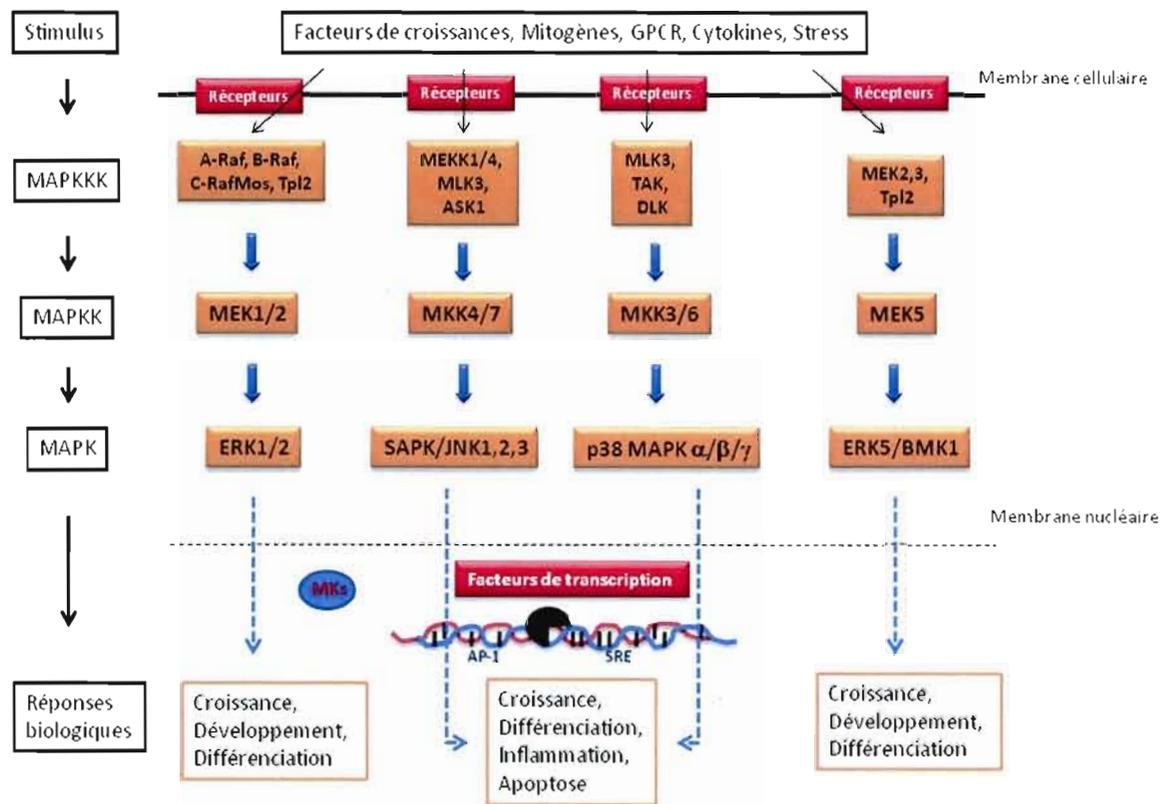 Stimulus
Facteurs de croissances, Mitogènes, GPCR, Cytokines, Stress
Membrane cellulaire
Récepteurs
Récepteurs
Récepteurs
Récepteurs
MAPKKK
A-Raf, B-Raf,
C-RafMos, Tpl2
MEKK1/4,
MLK3,
ASK1
MLK3,
TAK,
DLK
MEK2,3,
Tpl2
MAPKK
MEK1/2
MKK4/7
MKK3/6
MEK5
MAPK
ERK1/2
SAPK/JNK1,2,3
p38 MAPK α/β/γ
ERK5/BMK1
Membrane nucléaire
MKs
Facteurs de transcription
AP-1
SRE
Réponses
biologiques
Croissance,
Développement,
Différenciation
Croissance,
Différenciation,
Inflammation,
Apoptose
Croissance,
Développement,
Différenciation